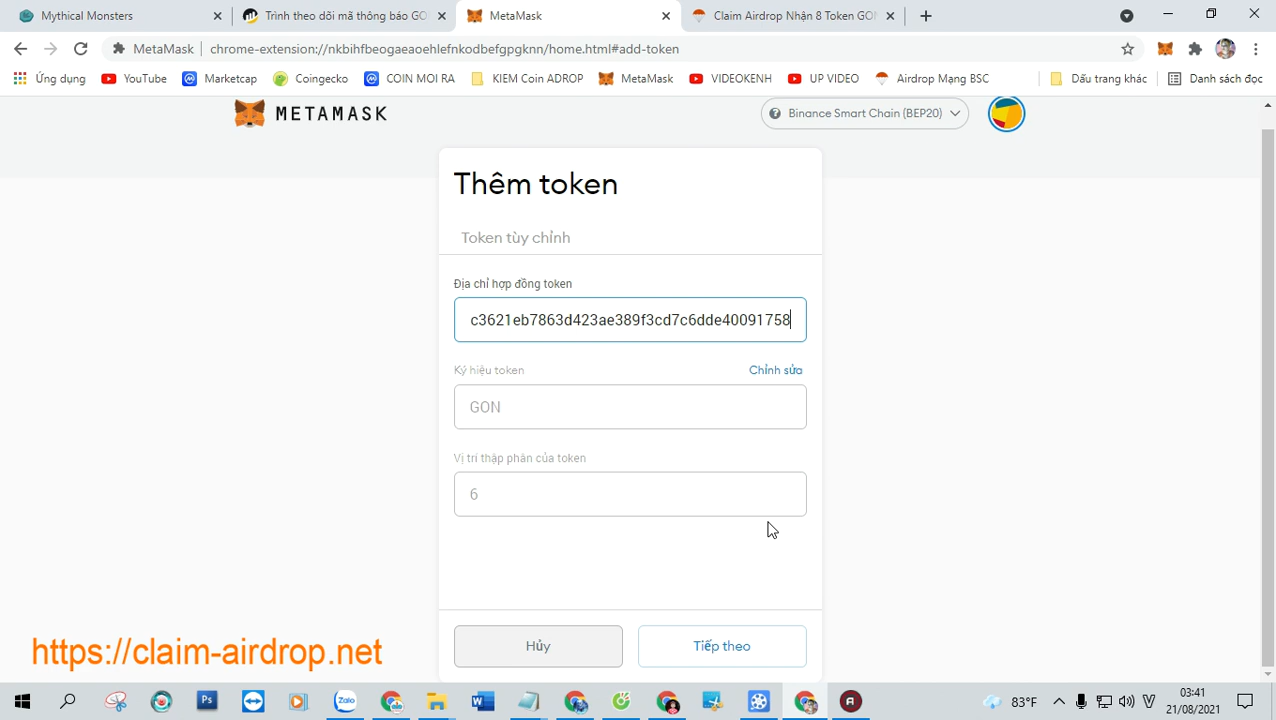 Mythical Monsters
Trình theo dõi mã thông báo GO
MetaMask
Claim Airdrop Nhận 8 Token GON
MetaMask
chrome-extension://nkbihfbeogaeaoehlefnkodbefgpgknn/home.html#add-token
Ứng dụng
YouTube
Marketcap
Coingecko
COIN MOI RA
KIEM Coin ADROP
MetaMask
VIDEOKENH
UP VIDEO
Airdrop Mạng BSC
Dấu trang khác
Danh sách đọc
METAMASK
Binance Smart Chain (BEP20)
Thêm token
Token tùy chỉnh
Địa chỉ hợp đồng token
c3621eb7863d423ae389f3cd7c6dde40091758
Ký hiệu token
Chỉnh sửa
GON
Vị trí thập phân của token
6
Hủy
Tiếp theo
https://claim-airdrop.net
Ps
Zalo
83°F
03:41
21/08/2021